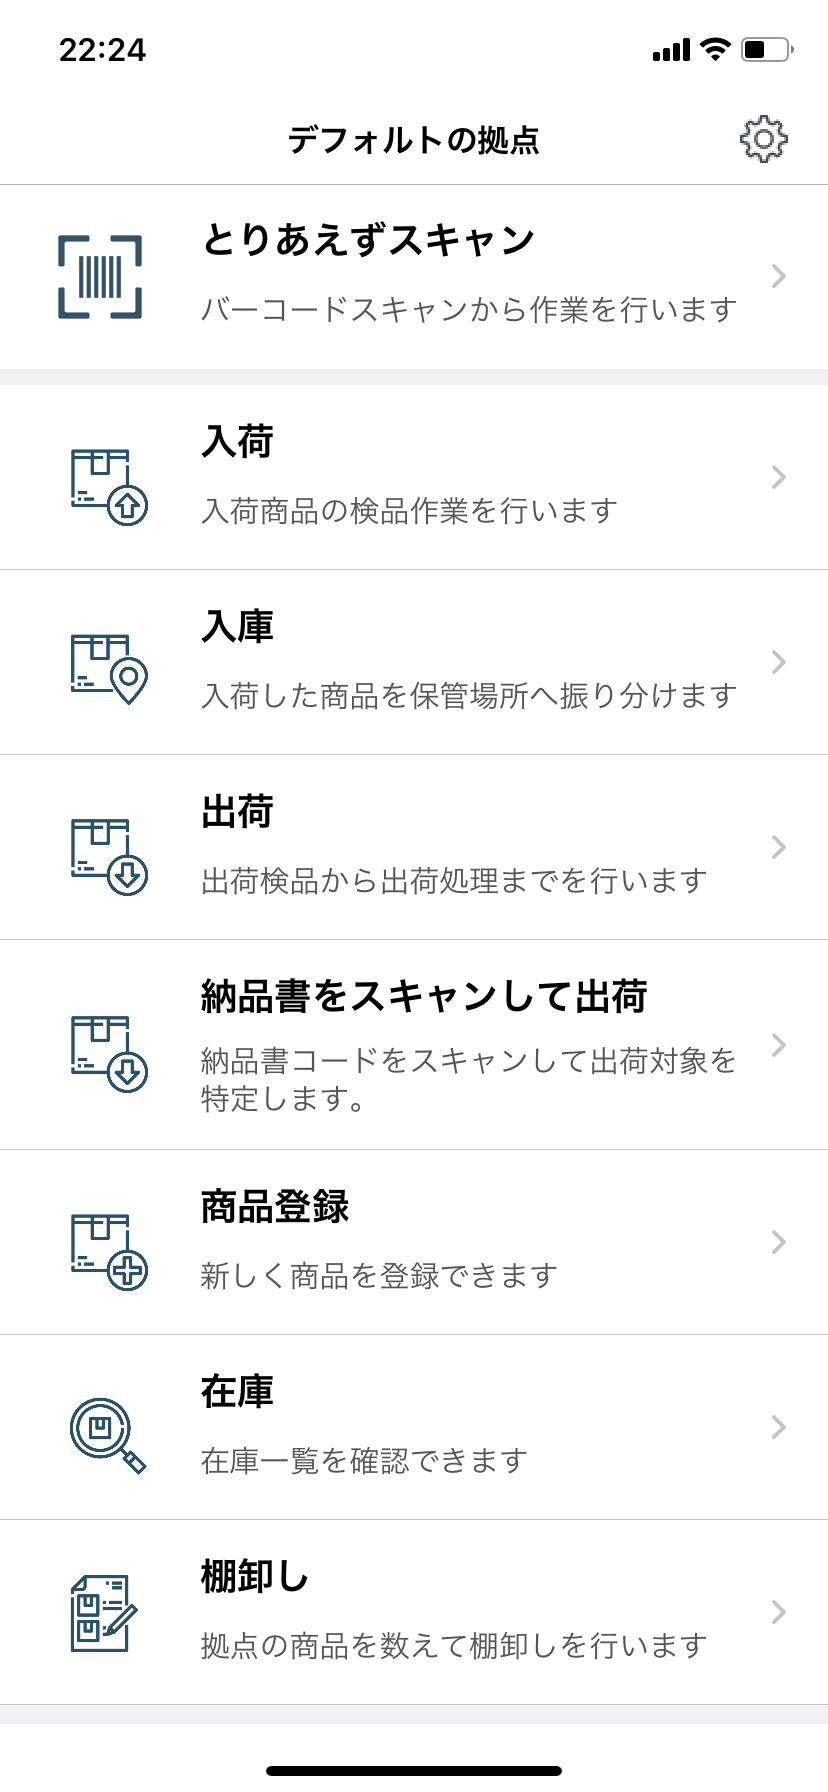 22:24
デフォルトの拠点
とりあえずスキャン
バーコードスキャンから作業を行います
入荷
入荷商品の検品作業を行います
入庫
入荷した商品を保管場所へ振り分けます
出荷
出荷検品から出荷処理までを行います
納品書をスキャンして出荷
納品書コードをスキャンして出荷対象を
特定します。
商品登録
新しく商品を登録できます
在庫
在庫一覧を確認できます
棚卸し
拠点の商品を数えて棚卸しを行います